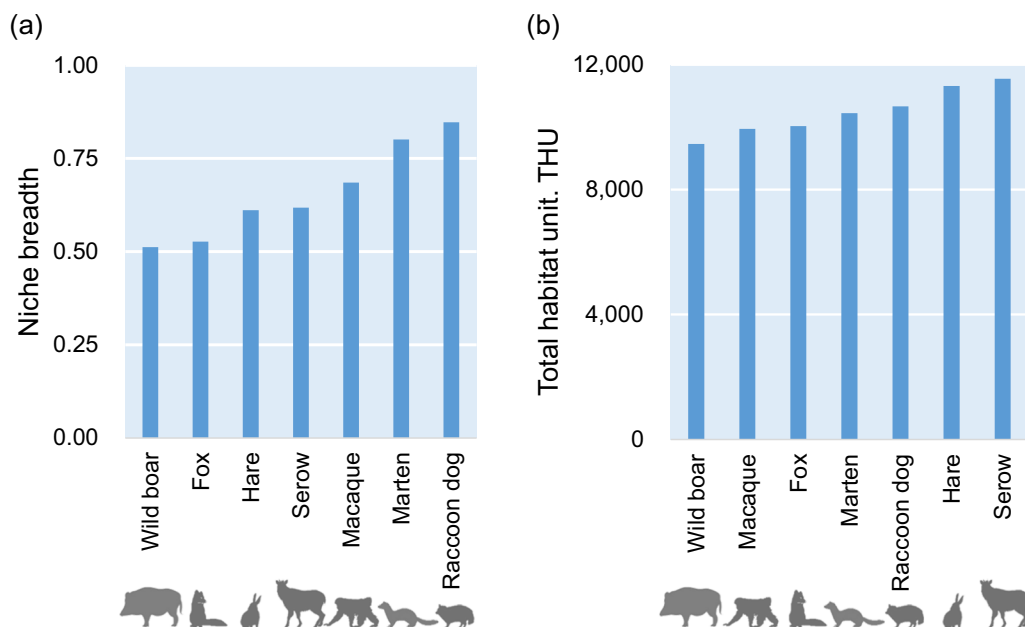 (a)
Niche breadth
1.00
0.75
0.50
0.25
0.00
Wild boar
Fox
Hare
Serow
Macaque
Marten
Raccoon dog
(b)
Total habitat unit. THU
12,000
8,000
4,000
0
Wild boar
Macaque
Fox
Marten
Raccoon dog
Hare
Serow